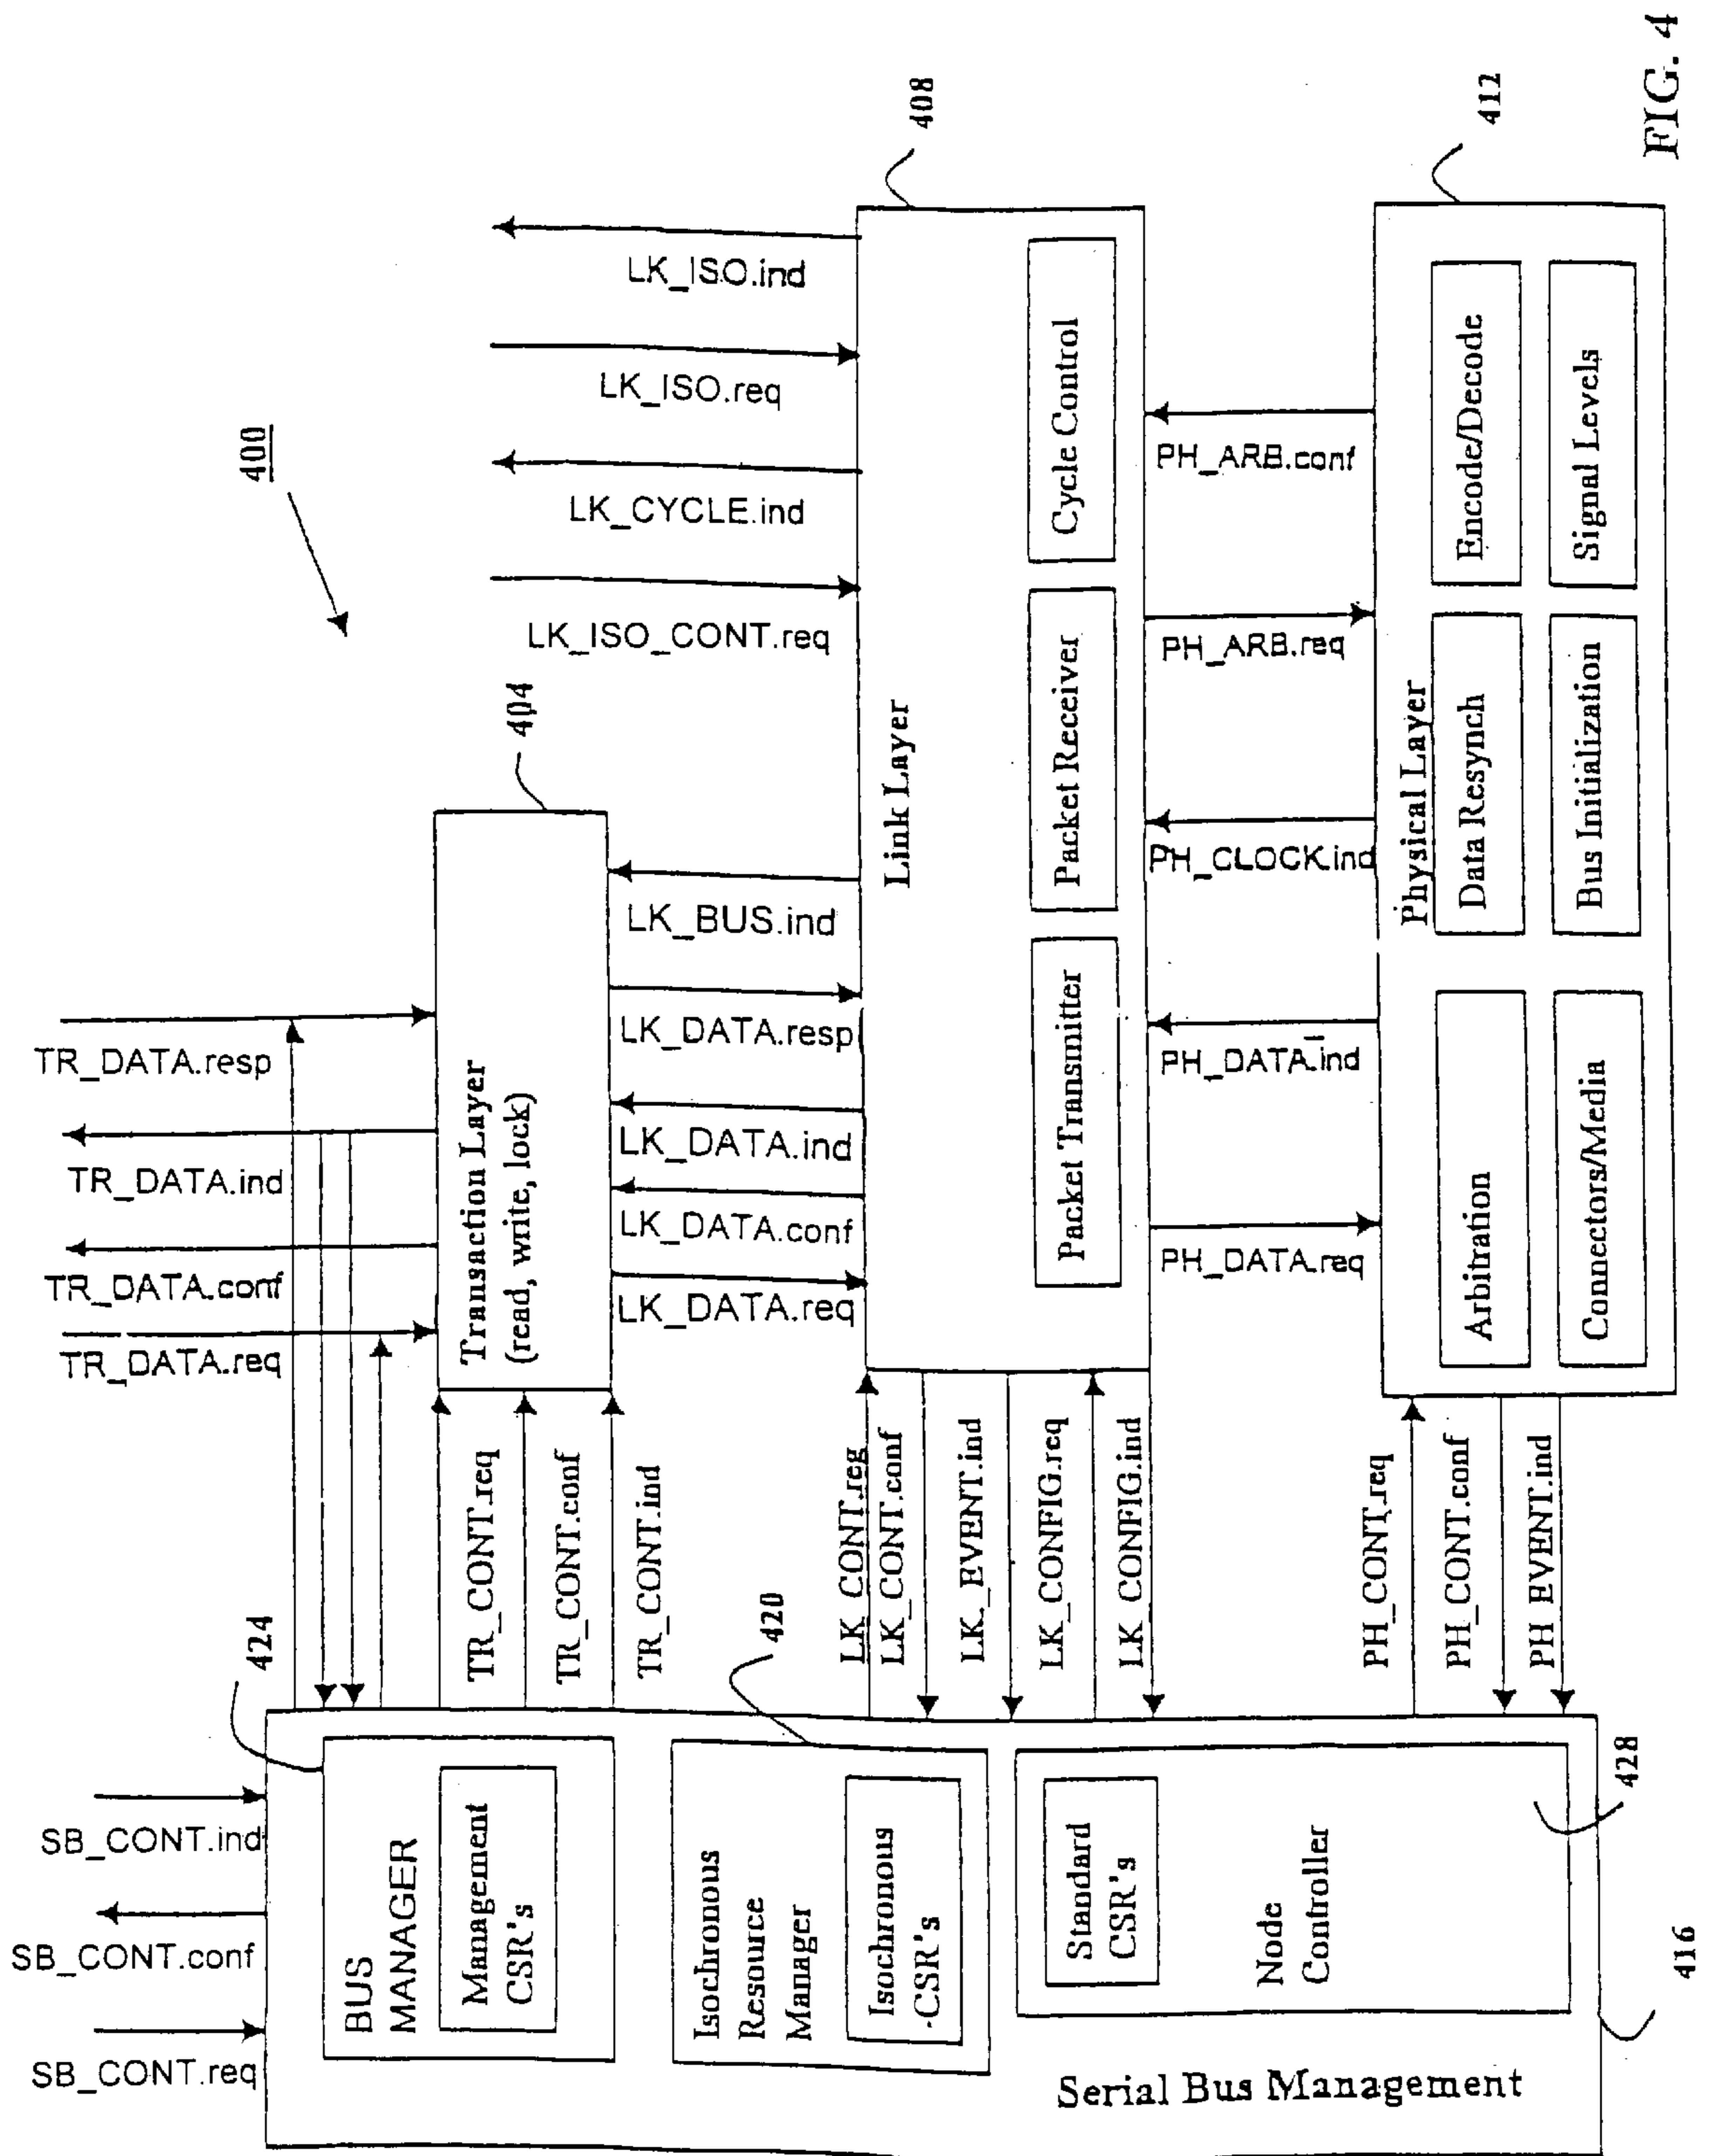 400
SB_CONT.req
SB_CONT.conf
SB_CONT.ind
424
BUS
MANAGER
Management
CSR's
420
Isochronous
Resource
Manager
Isochronous
CSR's
Standard
CSR's
Node
Controller
428
Serial Bus Management
416
TR_DATA.req
TR_DATA.conf
TR_DATA.ind
TR_DATA.resp
TR_CONT.req
TR_CONT.conf
TR_CONT.ind
404
Transaction Layer
(read, write, lock)
LK_DATA.req
LK_DATA.conf
LK_DATA.ind
LK_DATA.resp
LK_BUS.ind
LK_ISO_CONT.req
LK_CYCLE.ind
LK_ISO.req
LK_ISO.ind
LK_CONT.reg
LK_CONT.conf
LK_EVENT.ind
LK_CONFIG.req
LK_CONFIG.ind
408
Link Layer
Packet Transmitter
Packet Receiver
Cycle Control
PH_DATA.req
PH_DATA.ind
PH_CLOCK.ind
PH_ARB.req
PH_ARB.conf
PH_CONT.req
PH_CONT.conf
PH_EVENT.ind
412
Physical Layer
Arbitration
Data Resynch
Encode/Decode
Connectors/Media
Bus Initialization
Signal Levels
FIG. 4